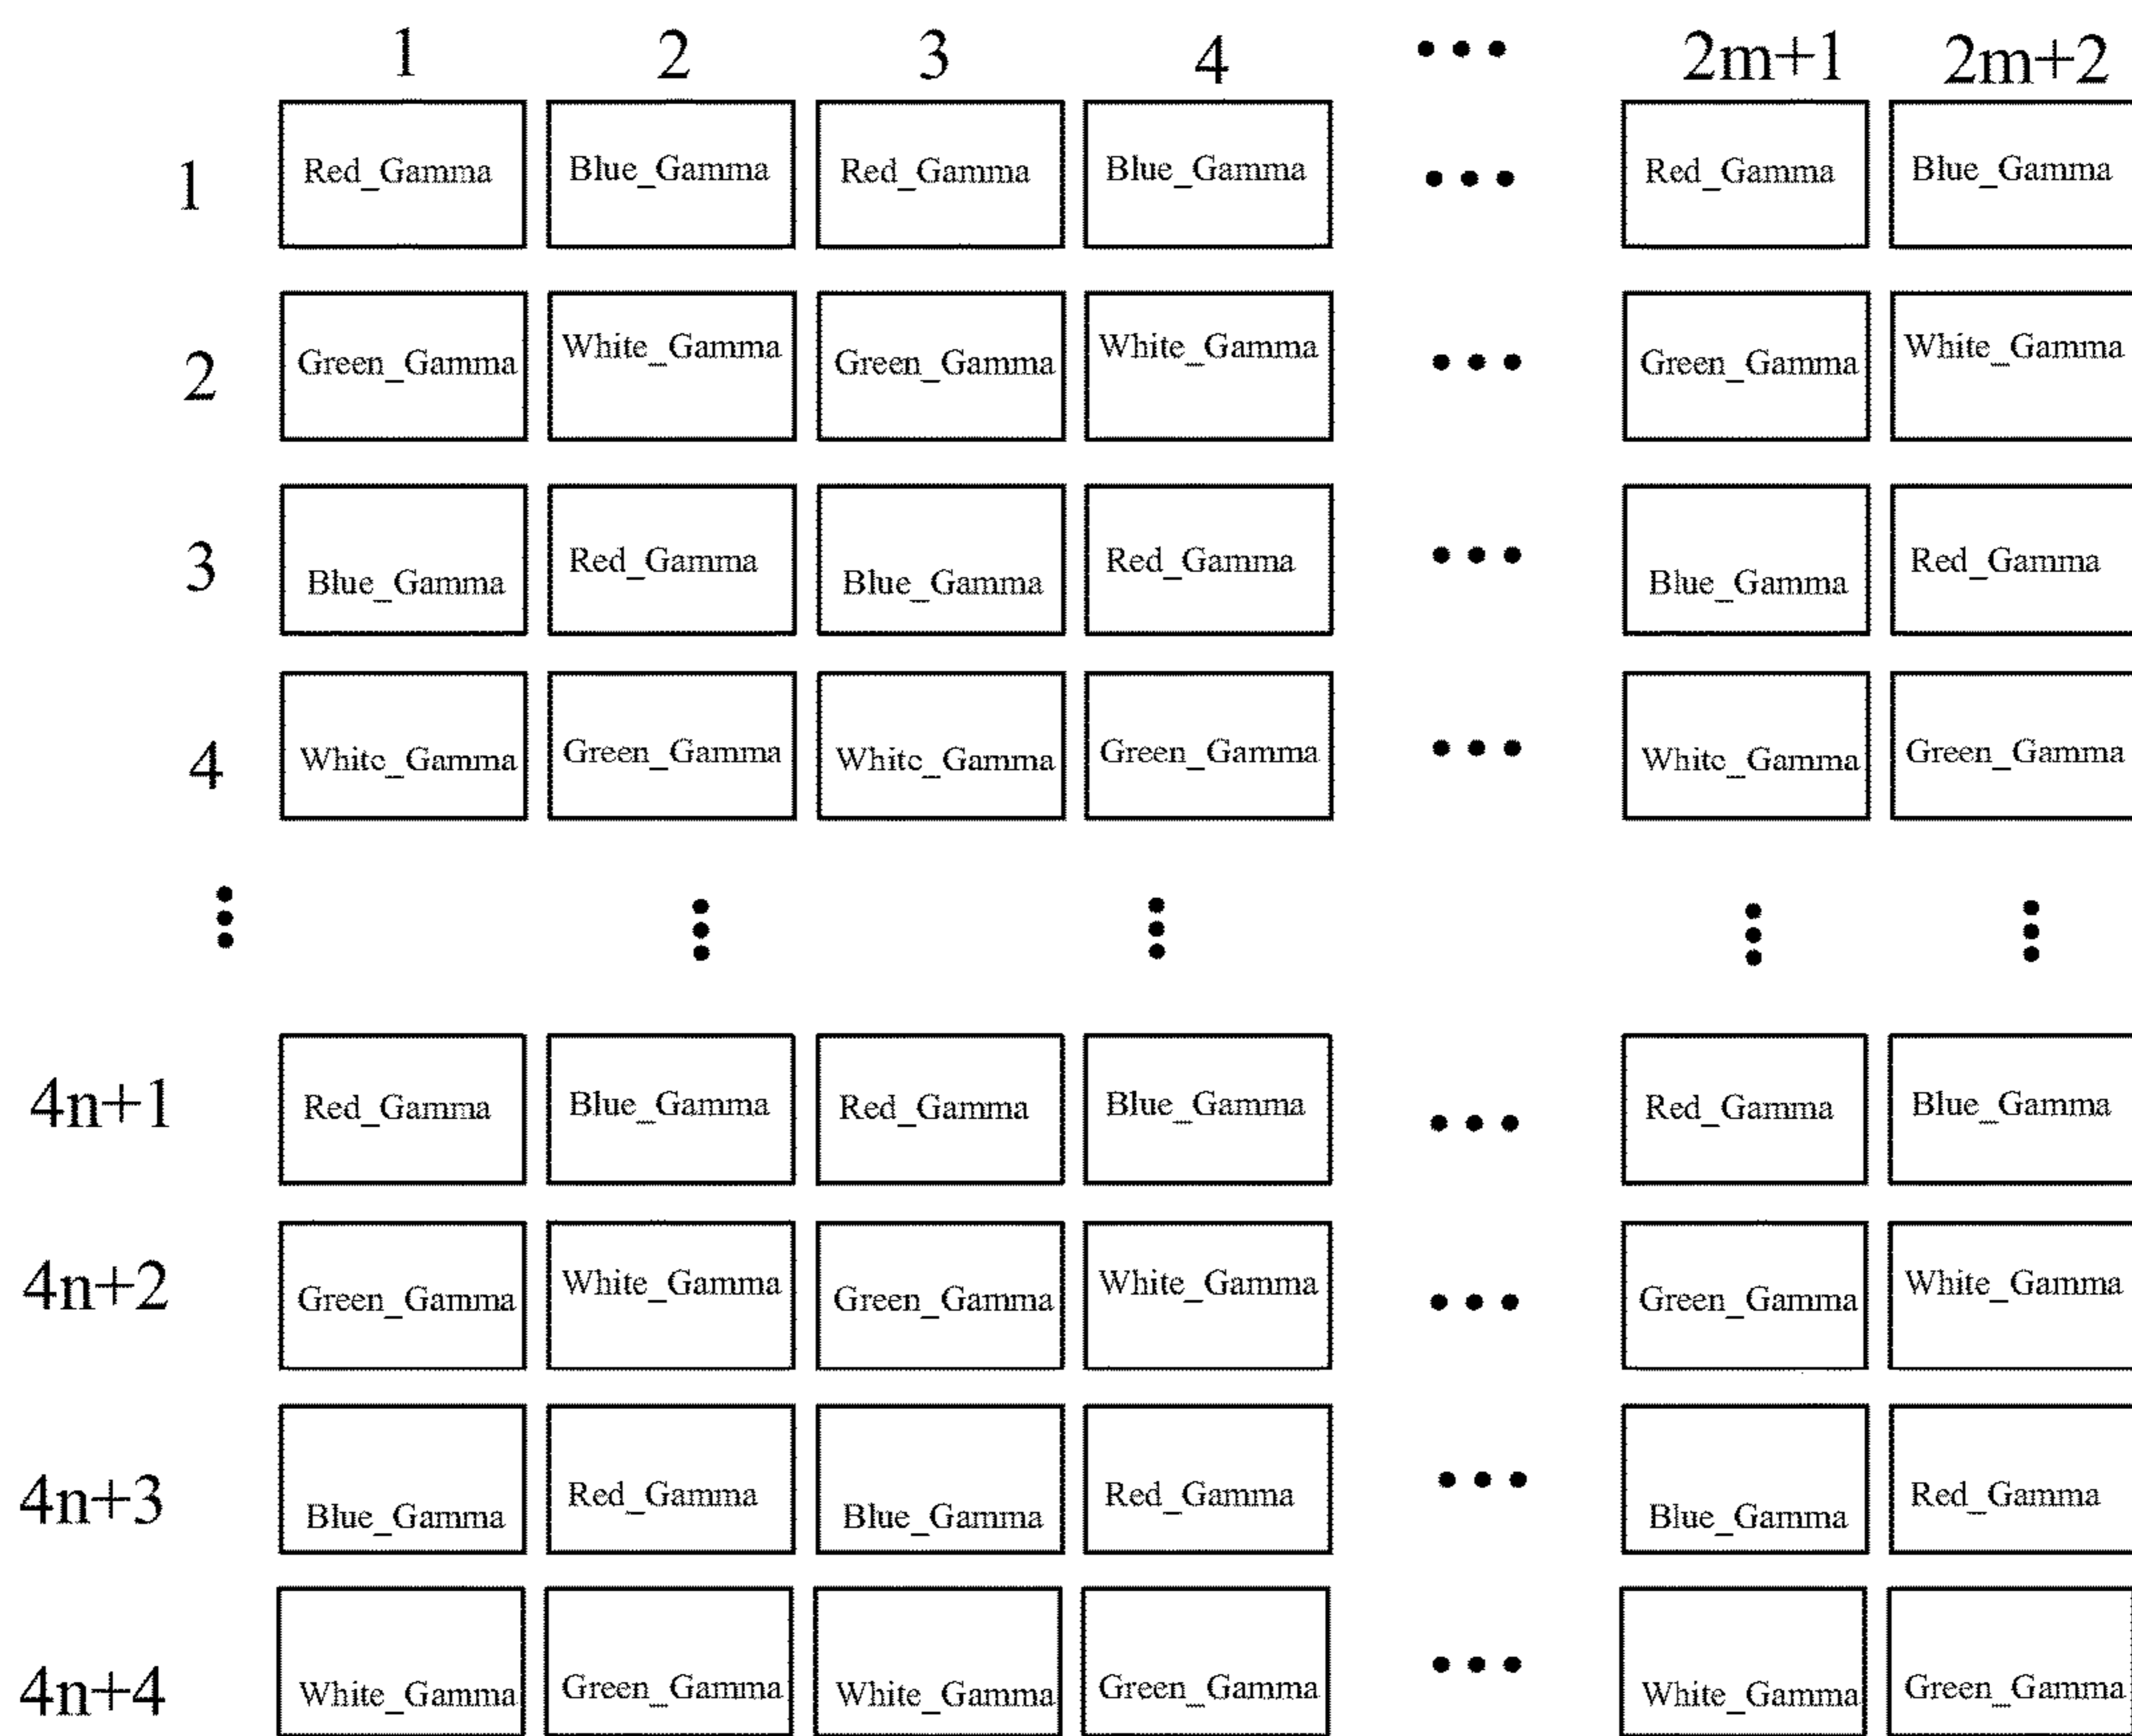 1 2 3 4 ••• 2m+1 2m+2
1 Red_Gamma Blue_Gamma Red_Gamma Blue_Gamma ••• Red_Gamma Blue_Gamma
2 Green_Gamma White_Gamma Green_Gamma White_Gamma ••• Green_Gamma White_Gamma
3 Blue_Gamma Red_Gamma Blue_Gamma Red_Gamma ••• Blue_Gamma Red_Gamma
4 White_Gamma Green_Gamma White_Gamma Green_Gamma ••• White_Gamma Green_Gamma
4n+1 Red_Gamma Blue_Gamma Red_Gamma Blue_Gamma ••• Red_Gamma Blue_Gamma
4n+2 Green_Gamma White_Gamma Green_Gamma White_Gamma ••• Green_Gamma White_Gamma
4n+3 Blue_Gamma Red_Gamma Blue_Gamma Red_Gamma ••• Blue_Gamma Red_Gamma
4n+4 White_Gamma Green_Gamma White_Gamma Green_Gamma ••• White_Gamma Green_Gamma